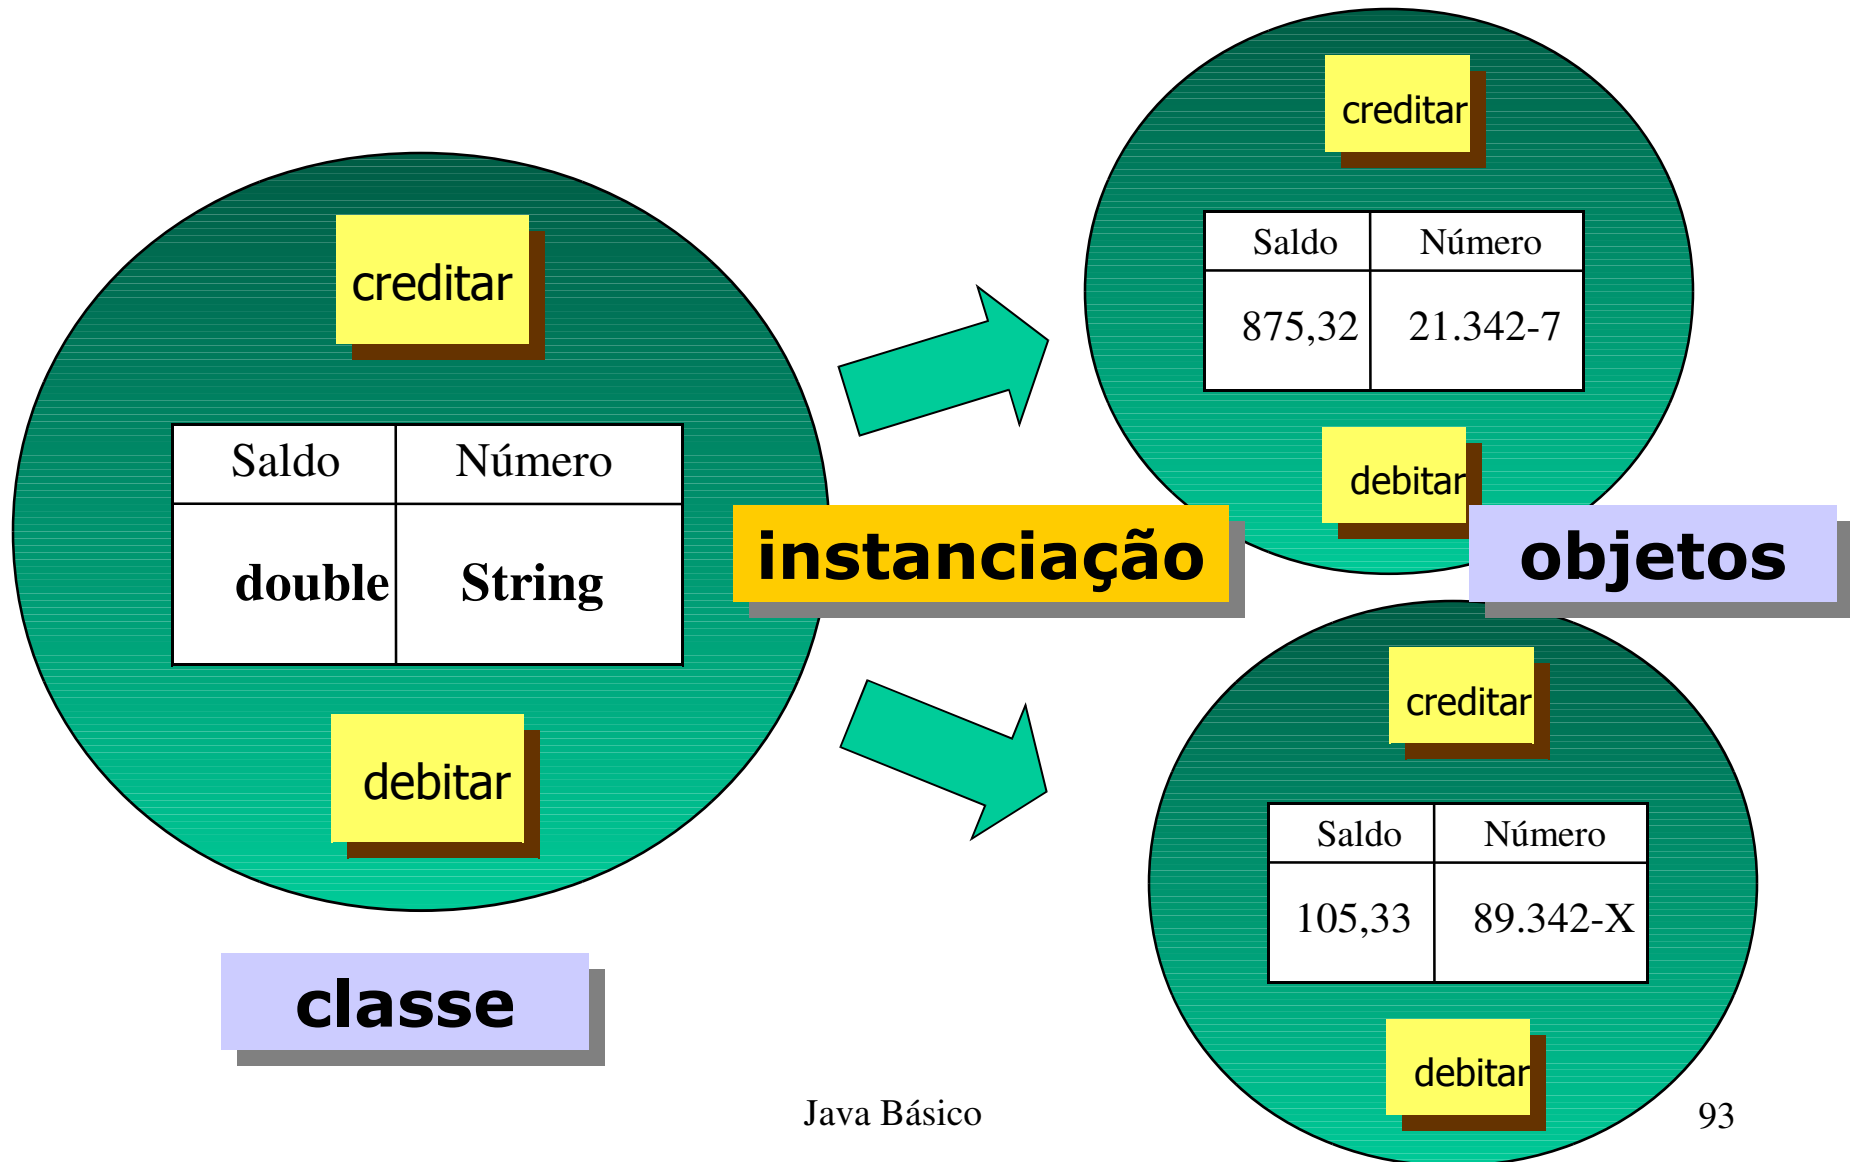 creditar
Saldo Número
double String
debitar
classe
instanciação
creditar
Saldo Número
875,32 21.342-7
debitar
objetos
creditar
Saldo Número
105,33 89.342-X
debitar
Java Básico
93